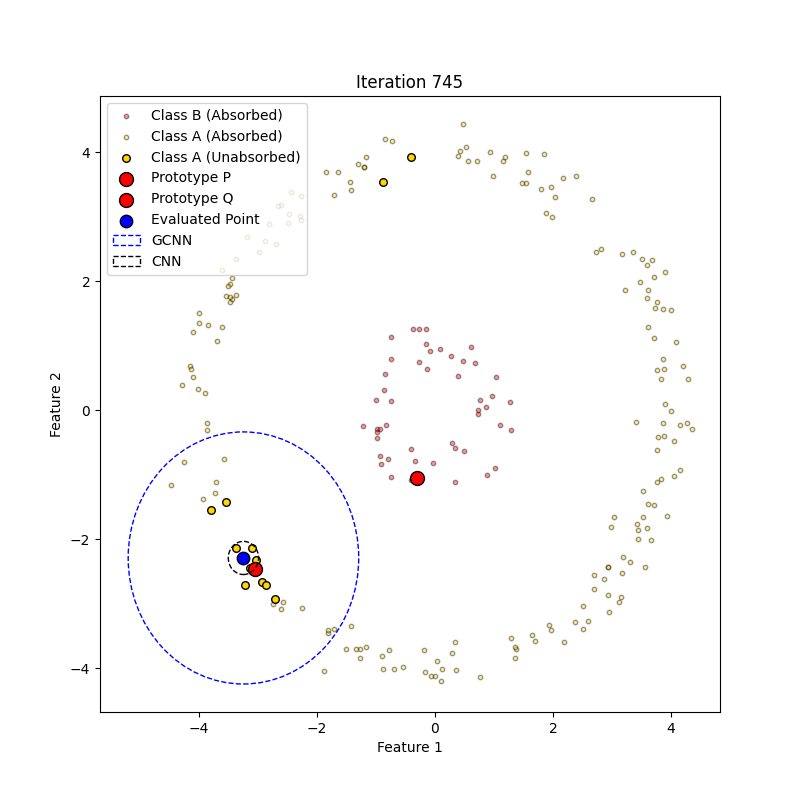 Iteration 745
Class B (Absorbed)
Class A (Absorbed)
Class A (Unabsorbed)
Prototype P
Prototype Q
Evaluated Point
GCNN
CNN
Feature 2
4
2
0
−2
−4
−4
−2
0
2
4
Feature 1